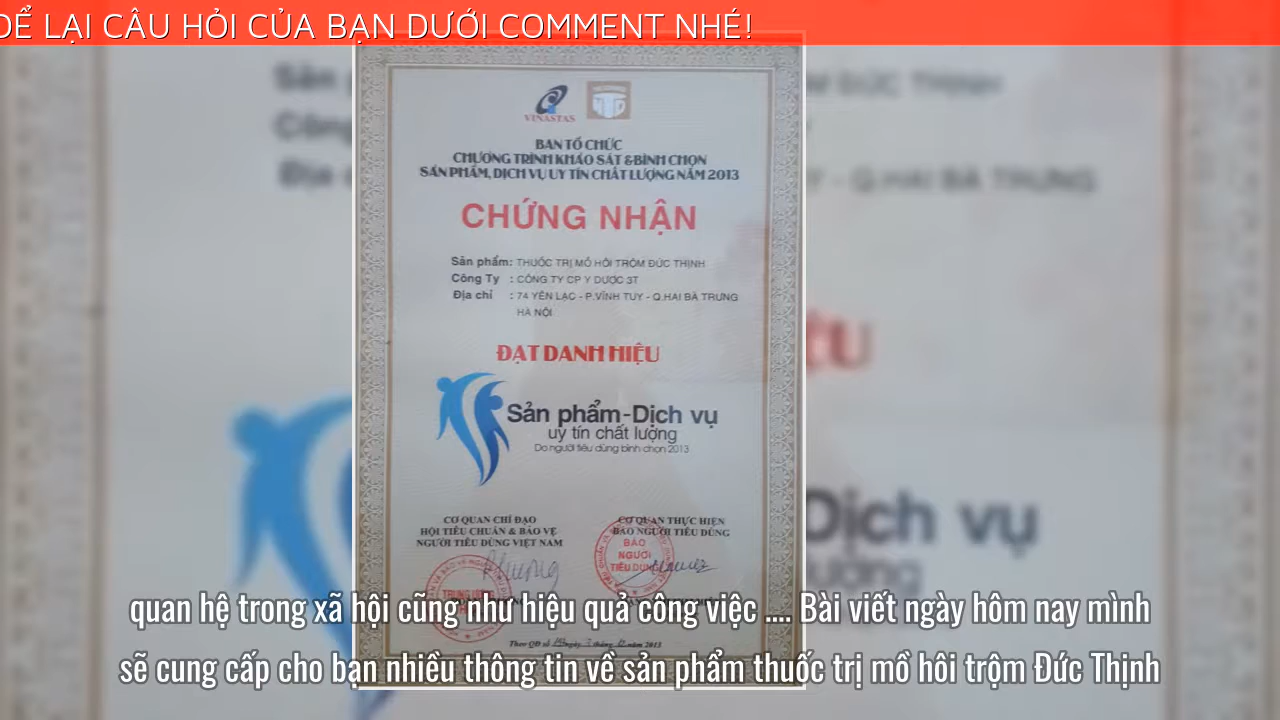 ĐỂ LẠI CÂU HỎI CỦA BẠN DƯỚI COMMENT NHÉ!
VINASTAS
BAN TỔ CHỨC
CHƯƠNG TRÌNH KHẢO SÁT & BÌNH CHỌN
SẢN PHẨM, DỊCH VỤ UY TÍN CHẤT LƯỢNG NĂM 2013
CHỨNG NHẬN
Sản phẩm: THUỐC TRỊ MỒ HÔI TRỘM ĐỨC THỊNH
Công Ty : CÔNG TY CP Y DƯỢC 3T
Địa chỉ : 74 YÊN LẠC - P.VĨNH TUY - Q.HAI BÀ TRƯNG
HÀ NỘI
ĐẠT DANH HIỆU
Sản phẩm-Dịch vụ
uy tín chất lượng
Do người tiêu dùng bình chọn 2013
CƠ QUAN CHỈ ĐẠO
HỘI TIÊU CHUẨN & BẢO VỆ
NGƯỜI TIÊU DÙNG VIỆT NAM
CƠ QUAN THỰC HIỆN
BÁO NGƯỜI TIÊU DÙNG
BÁO
NGƯỜI
TIÊU DÙNG
TRUNG ƯƠNG
quan hệ trong xã hội cũng như hiệu quả công việc .... Bài viết ngày hôm nay mình
sẽ cung cấp cho bạn nhiều thông tin về sản phẩm thuốc trị mồ hôi trộm Đức Thịnh